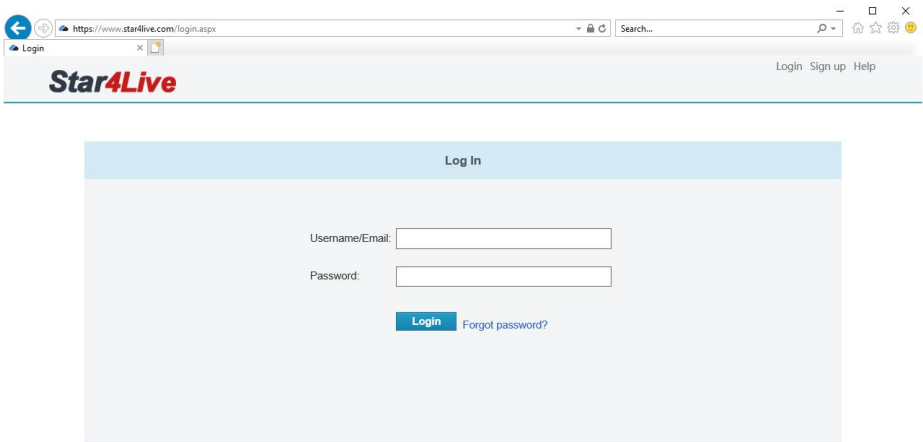 https://www.star4live.com/login.aspx
Search...
Login
Login Sign up Help
Star4Live
Log In
Username/Email:
Password:
Login Forgot password?